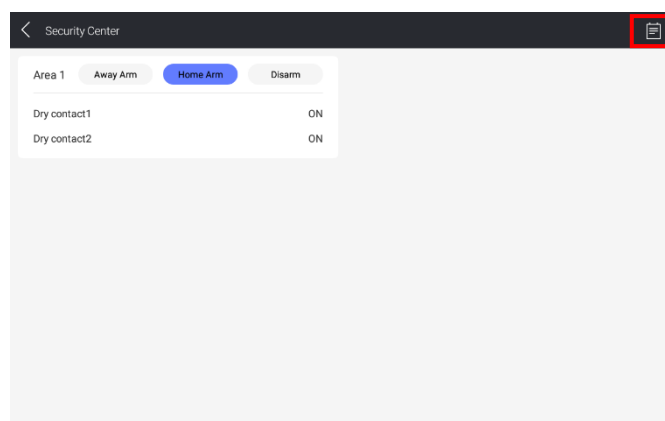 Security Center
Area 1 Away Arm Home Arm Disarm
Dry contact1 ON
Dry contact2 ON